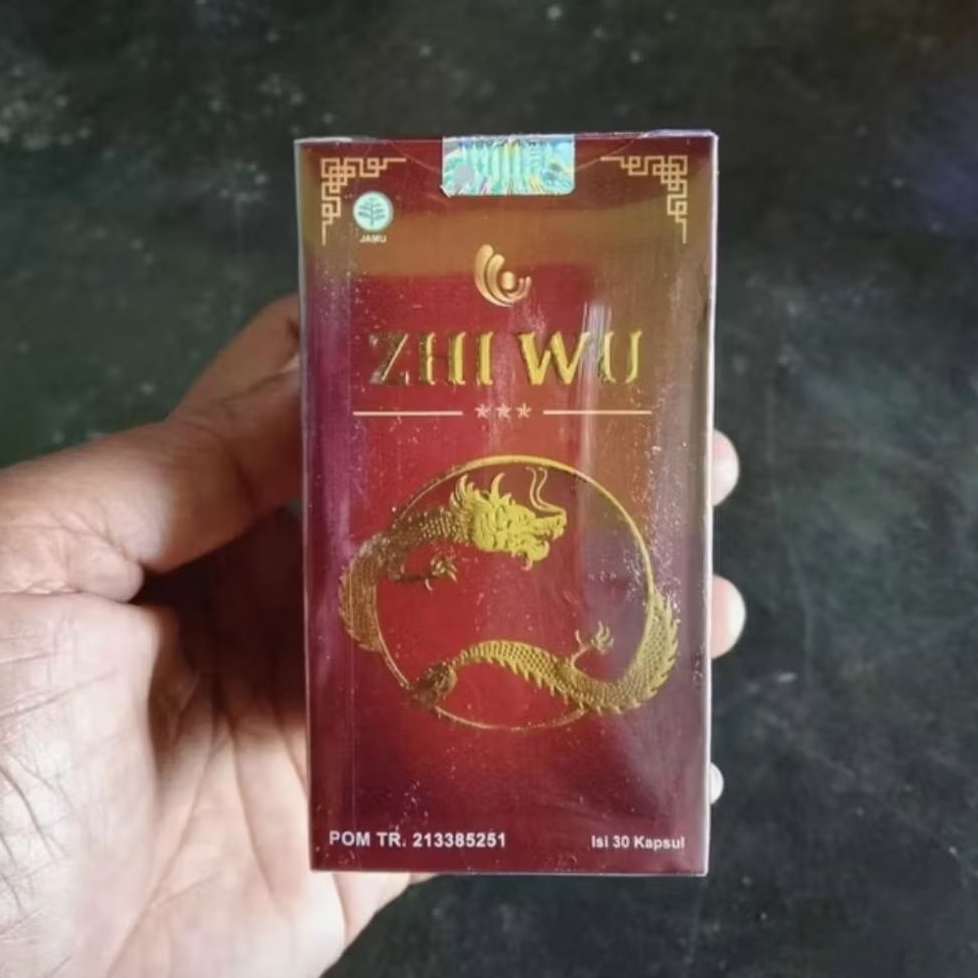 JAMU
ZHI WU
POM TR. 213385251
Isi 30 Kapsul